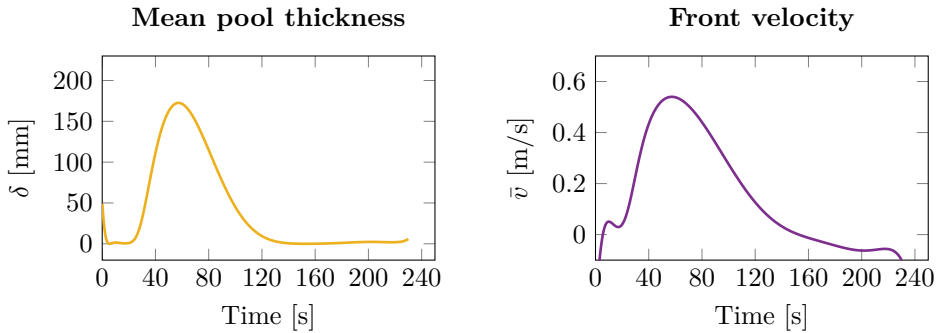 Mean pool thickness
200
150
100
50
0
δ [mm]
0 40 80 120 160 200 240
Time [s]
Front velocity
0.6
0.4
0.2
0
v̄ [m/s]
0 40 80 120 160 200 240
Time [s]